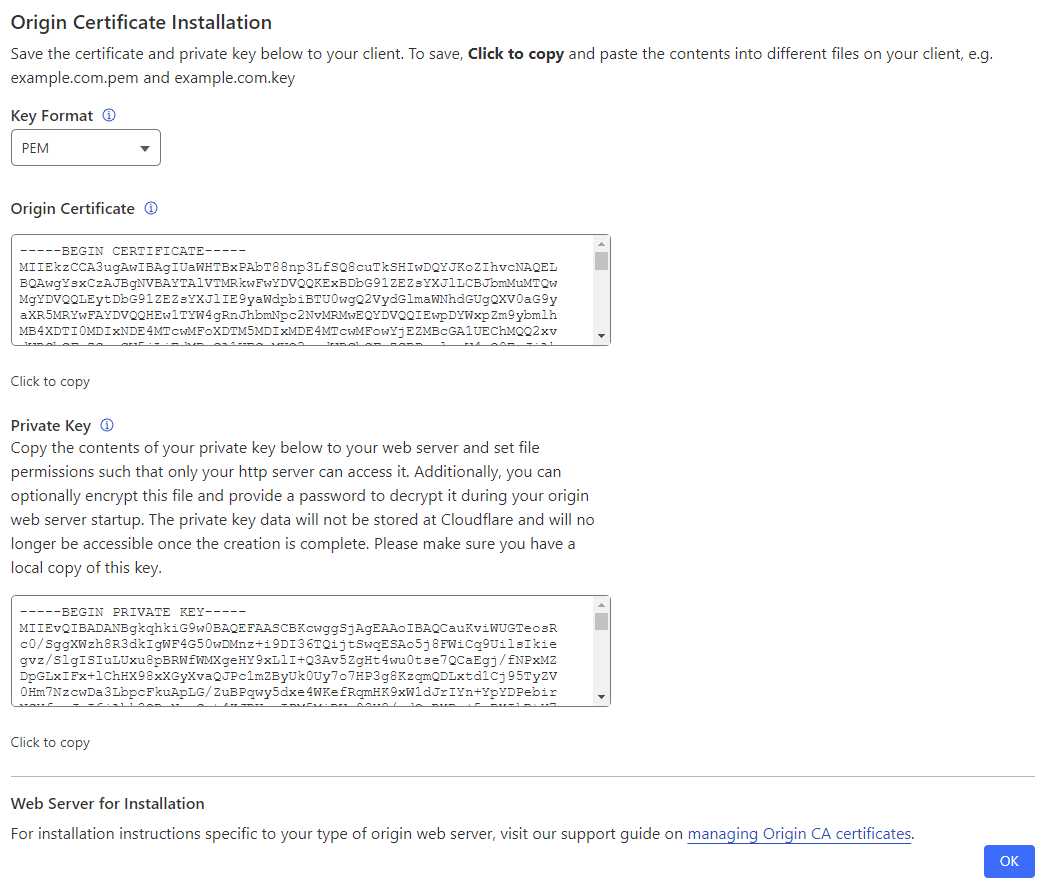 Origin Certificate Installation
Save the certificate and private key below to your client. To save, Click to copy and paste the contents into different files on your client, e.g.
example.com.pem and example.com.key
Key Format
PEM
Origin Certificate
-----BEGIN CERTIFICATE-----
MIIEkzCCA3ugAwIBAgIUaWHTBxPAbT88np3LfSQ8cuTkSHIwDQYJKoZIhvcNAQEL
BQAwgYsxCzAJBgNVBAYTAlVTMRkwFwYDVQQKExBDbG91ZEZsYXJlLCBJbmMuMTQw
MgYDVQQLEytDbG91ZEZsYXJlIE9yaWdpbiBTU0wgQ2VydGlmaWNhdGUgQXV0aG9y
aXR5MRYwFAYDVQQHEw1TYW4gRnJhbmNpc2NvMRMwEQYDVQQIEwpDYWxpZm9ybmlh
MB4XDTI0MDIxNDE4MTcwMFoXDTM5MDIxMDE4MTcwMFowYjEZMBcGA1UEChMQQ2xv
Click to copy
Private Key
Copy the contents of your private key below to your web server and set file
permissions such that only your http server can access it. Additionally, you can
optionally encrypt this file and provide a password to decrypt it during your origin
web server startup. The private key data will not be stored at Cloudflare and will no
longer be accessible once the creation is complete. Please make sure you have a
local copy of this key.
-----BEGIN PRIVATE KEY-----
MIIEvQIBADANBgkqhkiG9w0BAQEFAASCBKcwggSjAgEAAoIBAQCauKviWUGTeosR
c0/SggXWzh8R3dkIgWF4G50wDMnz+i9DI36TQijtSwqESAo5j8FWiCq9UilsIkie
gvz/SlgISIuLUxu8pBRWfWMXgeHY9xLlI+Q3Av5ZgHt4wu0tse7QCaEgj/fNPxMZ
DpGLxIFx+lChHX98xXGyXvaQJPc1mZByUk0Uy7o7HP3g8KzqmQDLxtd1Cj95TyZV
0Hm7NzcwDa3LbpcFkuApLG/ZuBPqwy5dxe4WKefRqmHK9xW1dJrIYn+YpYDPebir
Click to copy
Web Server for Installation
For installation instructions specific to your type of origin web server, visit our support guide on managing Origin CA certificates.
OK